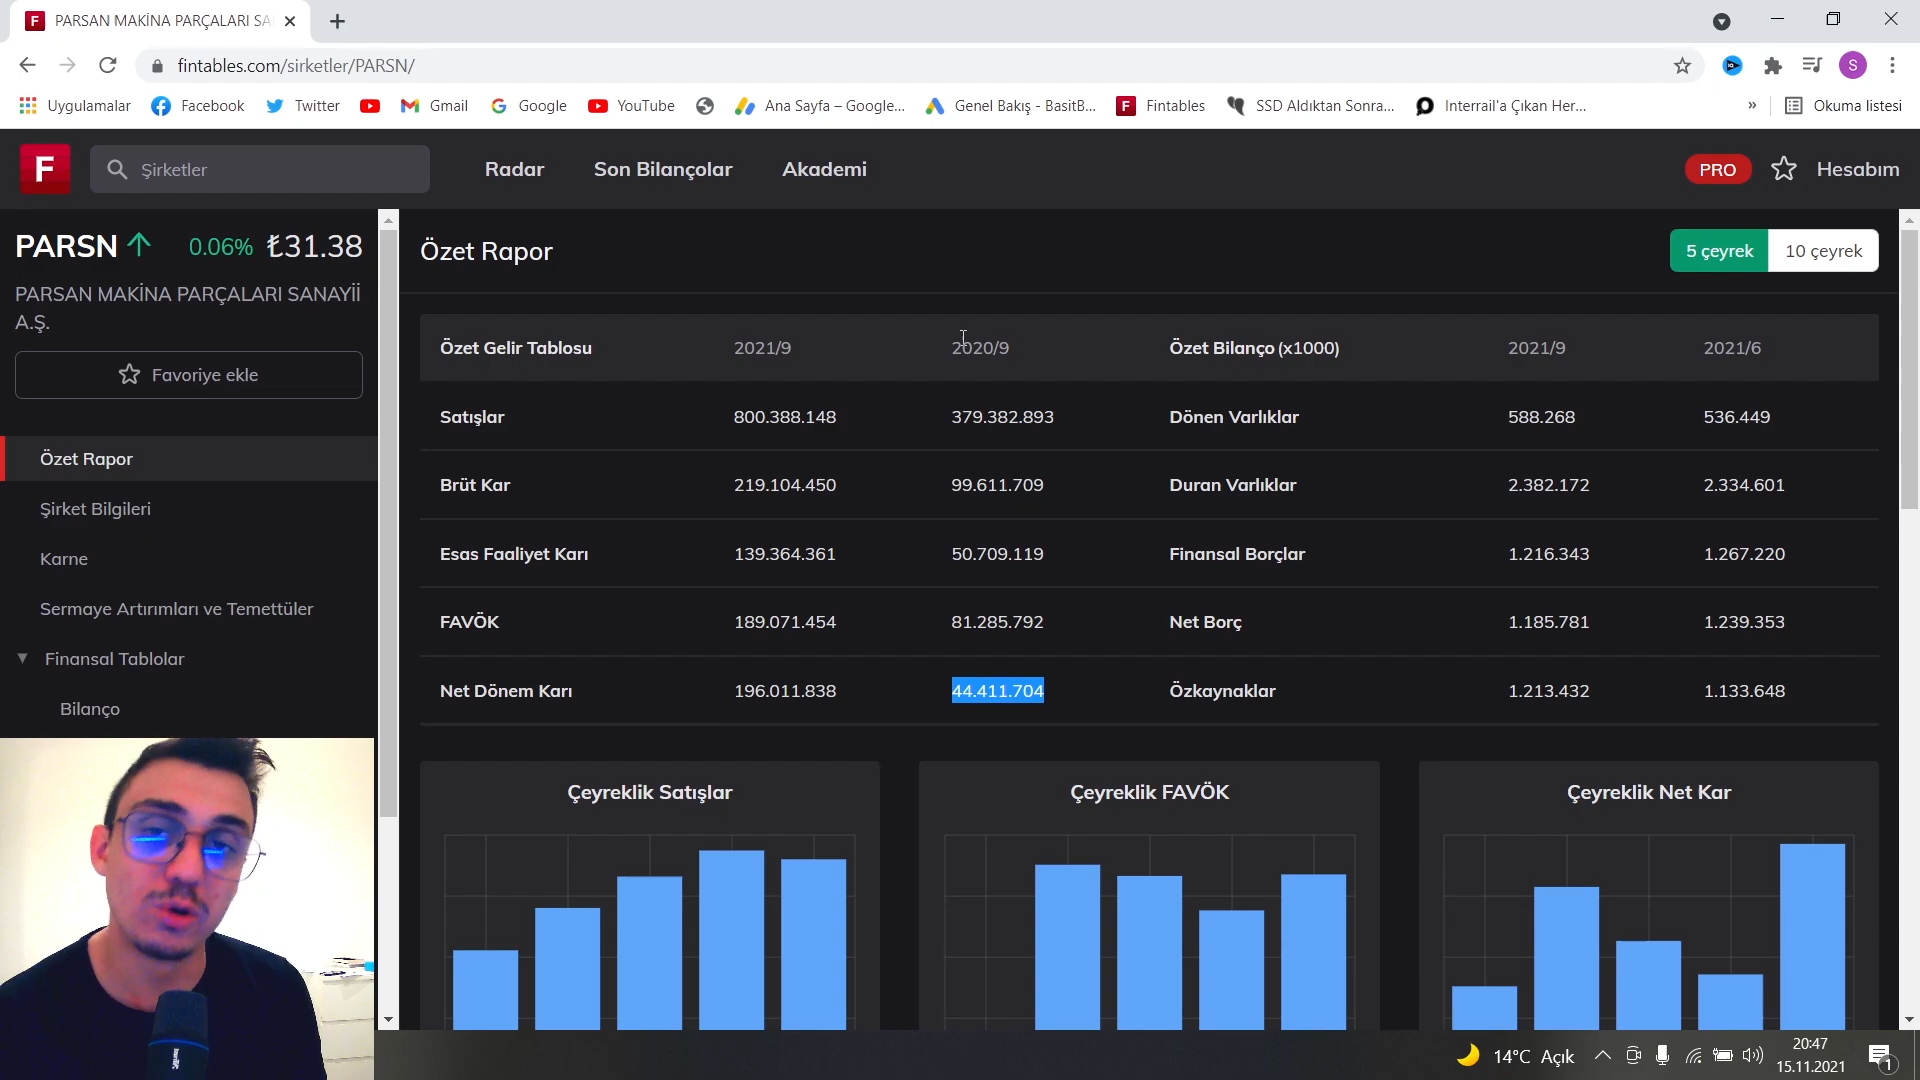 PARSAN MAKİNA PARÇALARI SA
fintables.com/sirketler/PARSN/
S
Uygulamalar Facebook Twitter Gmail Google YouTube Ana Sayfa – Google... Genel Bakış - BasitB... Fintables SSD Aldıktan Sonra... Interrail'a Çıkan Her... » Okuma listesi
F Şirketler Radar Son Bilançolar Akademi PRO Hesabım
PARSN 0.06% ₺31.38
PARSAN MAKİNA PARÇALARI SANAYİİ
A.Ş.
Favoriye ekle
Özet Rapor
Şirket Bilgileri
Karne
Sermaye Artırımları ve Temettüler
Finansal Tablolar
Bilanço
Özet Rapor 5 çeyrek 10 çeyrek
Özet Gelir Tablosu 2021/9 2020/9 Özet Bilanço (x1000) 2021/9 2021/6
Satışlar 800.388.148 379.382.893 Dönen Varlıklar 588.268 536.449
Brüt Kar 219.104.450 99.611.709 Duran Varlıklar 2.382.172 2.334.601
Esas Faaliyet Karı 139.364.361 50.709.119 Finansal Borçlar 1.216.343 1.267.220
FAVÖK 189.071.454 81.285.792 Net Borç 1.185.781 1.239.353
Net Dönem Karı 196.011.838 44.411.704 Özkaynaklar 1.213.432 1.133.648
Çeyreklik Satışlar Çeyreklik FAVÖK Çeyreklik Net Kar
14°C Açık
20:47
15.11.2021
1